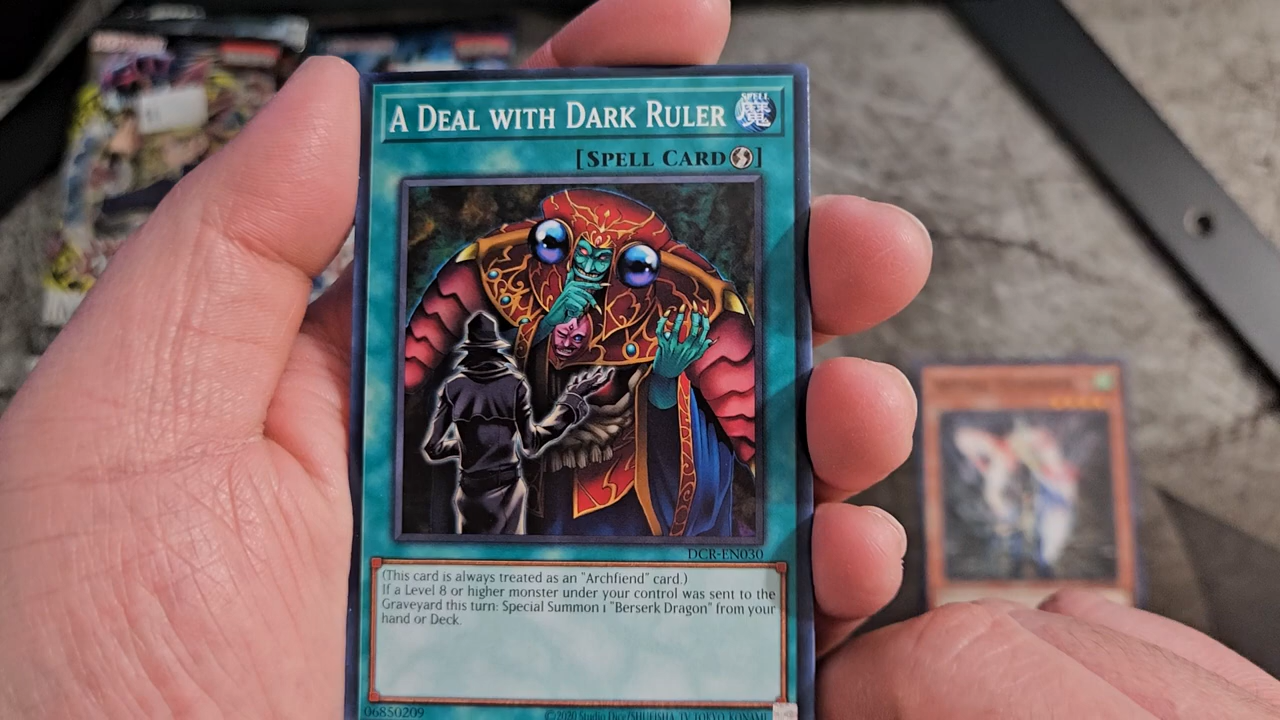 A DEAL WITH DARK RULER
SPELL
魔
[SPELL CARD]
DCR-EN030
(This card is always treated as an "Archfiend" card.)
If a Level 8 or higher monster under your control was sent to the
Graveyard this turn: Special Summon 1 "Berserk Dragon" from your
hand or Deck.
06850209
©2020 Studio Dice/SHUEISHA, TV TOKYO, KONAMI